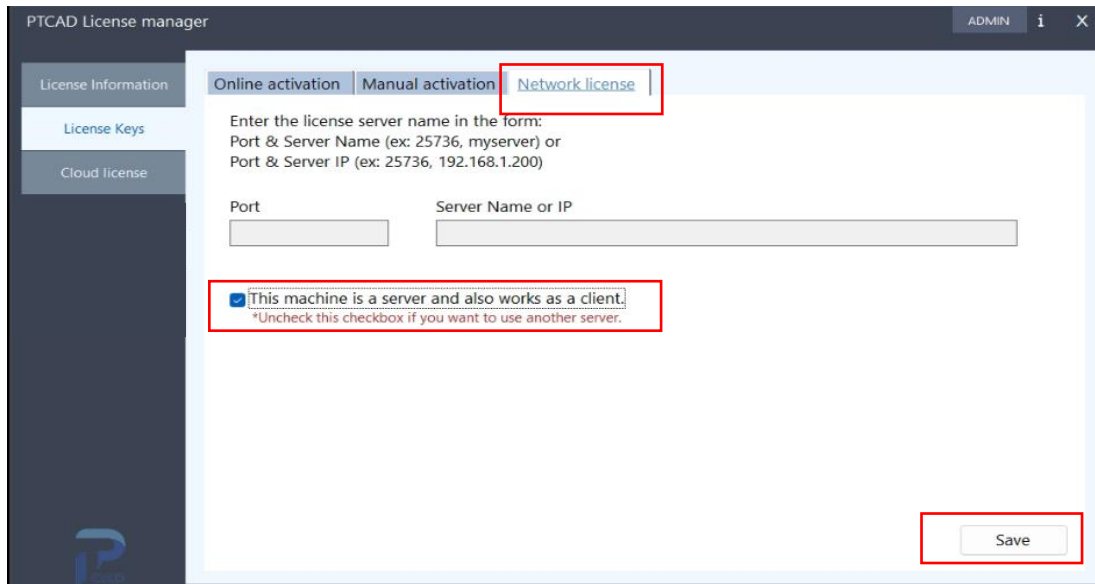 PTCAD License manager
ADMIN i X
License Information
License Keys
Cloud license
Online activation Manual activation Network license
Enter the license server name in the form:
Port & Server Name (ex: 25736, myserver) or
Port & Server IP (ex: 25736, 192.168.1.200)
Port Server Name or IP
This machine is a server and also works as a client.
*Uncheck this checkbox if you want to use another server.
Save